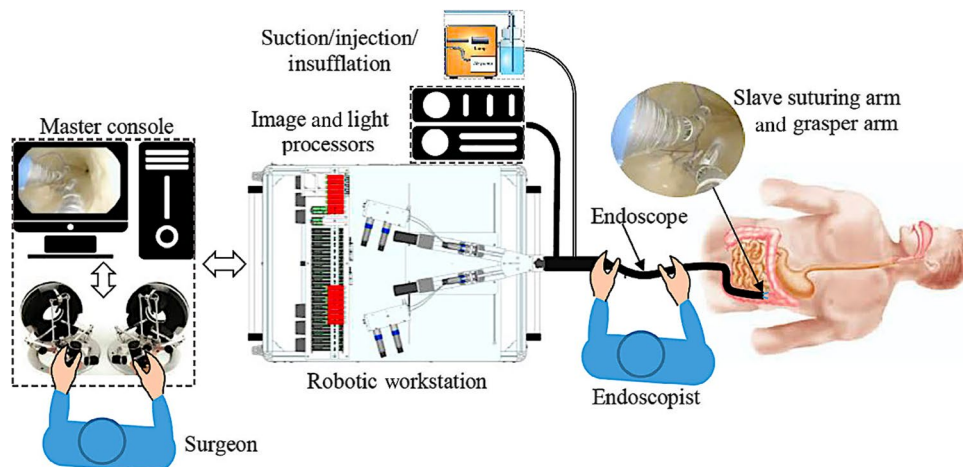 Suction/injection/
insufflation
Master console
Image and light
processors
Slave suturing arm
and grasper arm
Endoscope
Robotic workstation
Endoscopist
Surgeon